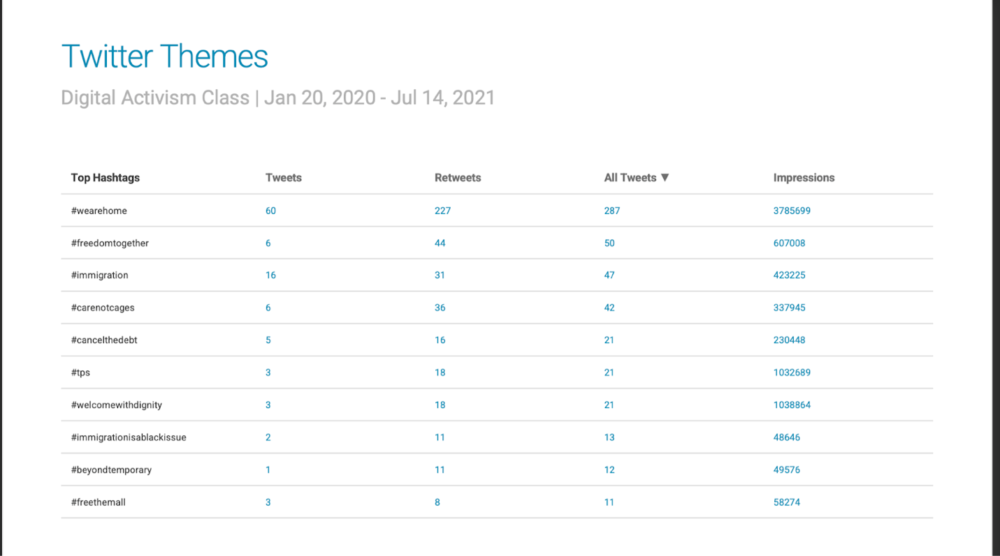 Twitter Themes
Digital Activism Class | Jan 20, 2020 - Jul 14, 2021
Top Hashtags Tweets Retweets All Tweets ▼ Impressions
#wearehome 60 227 287 3785699
#freedomtogether 6 44 50 607008
#immigration 16 31 47 423225
#carenotcages 6 36 42 337945
#cancelthedebt 5 16 21 230448
#tps 3 18 21 1032689
#welcomewithdignity 3 18 21 1038864
#immigrationisablackissue 2 11 13 48646
#beyondtemporary 1 11 12 49576
#freethemall 3 8 11 58274